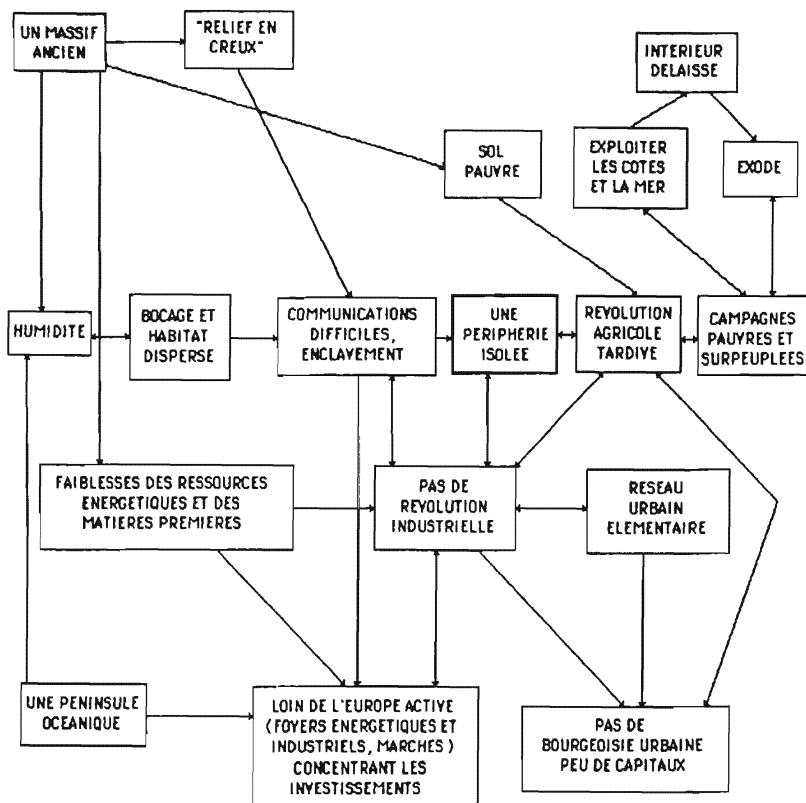 UN MASSIF
ANCIEN
"RELIEF EN
CREUX"
INTERIEUR
DELAISSE
SOL
PAUVRE
EXPLOITER
LES COTES
ET LA MER
EXODE
HUMIDITE
BOCAGE ET
HABITAT
DISPERSE
COMMUNICATIONS
DIFFICILES,
ENCLAVEMENT
UNE
PERIPHERIE
ISOLEE
REVOLUTION
AGRICOLE
TARDIVE
CAMPAGNES
PAUVRES ET
SURPEUPLEES
FAIBLESSES DES RESSOURCES
ENERGETIQUES ET DES
MATIERES PREMIERES
PAS DE
REVOLUTION
INDUSTRIELLE
RESEAU
URBAIN
ELEMENTAIRE
UNE PENINSULE
OCEANIQUE
LOIN DE L'EUROPE ACTIVE
(FOYERS ENERGETIQUES ET
INDUSTRIELS, MARCHES)
CONCENTRANT LES
INVESTISSEMENTS
PAS DE
BOURGEOISIE URBAINE
PEU DE CAPITAUX